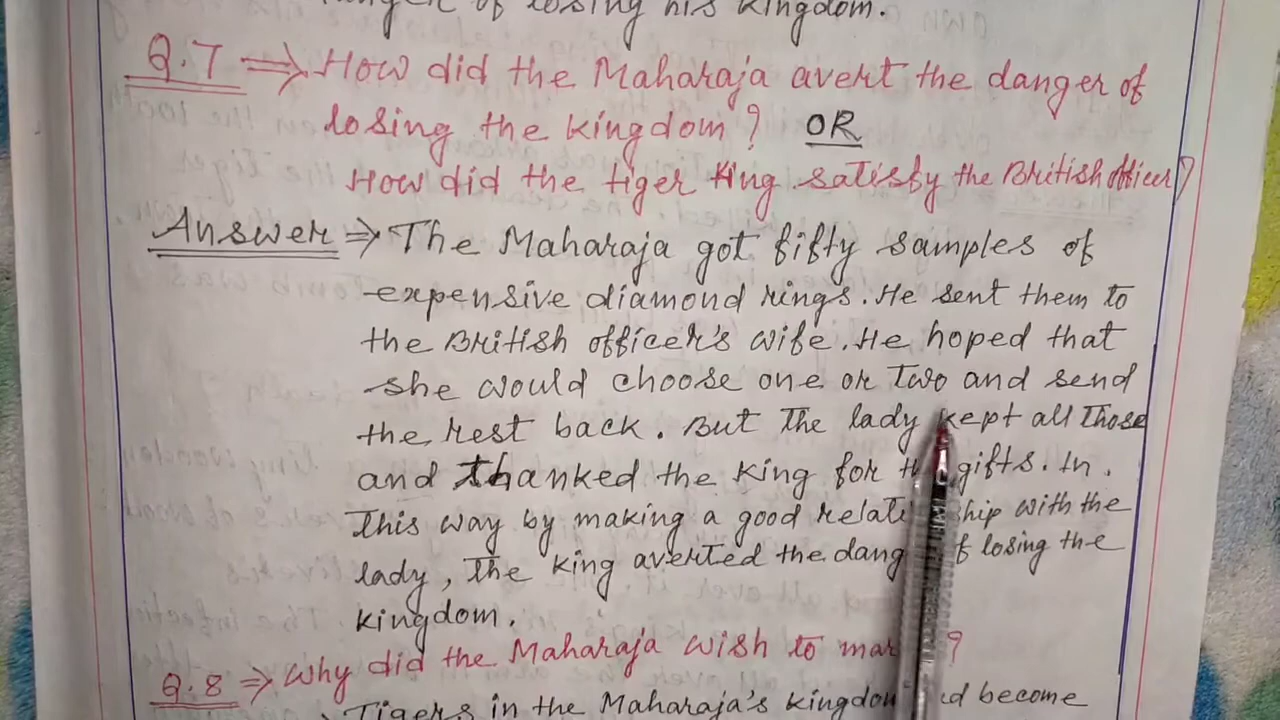 of losing his kingdom.
Q.7 ⇒ How did the Maharaja avert the danger of
losing the kingdom? OR
How did the tiger King satisfy the British officer?
Answer ⇒ The Maharaja got fifty samples of
expensive diamond rings. He sent them to
the British officer's wife. He hoped that
she would choose one or two and send
the rest back. But the lady kept all those
and thanked the King for gifts. In
this way by making a good with the
lady, the king averted the losing the
kingdom.
Q.8 ⇒ Why did the Maharaja wish to ?
Tigers in the Maharaja's become